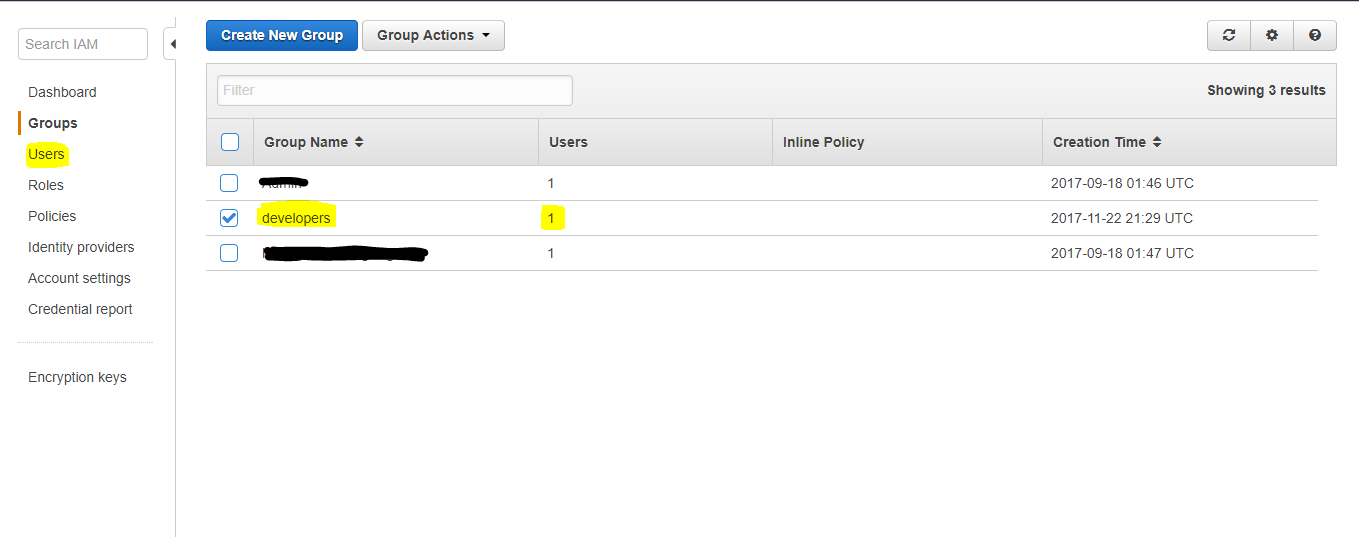 Search IAM
Dashboard
Groups
Users
Roles
Policies
Identity providers
Account settings
Credential report
Encryption keys
Create New Group
Group Actions
Filter
Showing 3 results
Group Name Users Inline Policy Creation Time
1 2017-09-18 01:46 UTC
developers 1 2017-11-22 21:29 UTC
1 2017-09-18 01:47 UTC